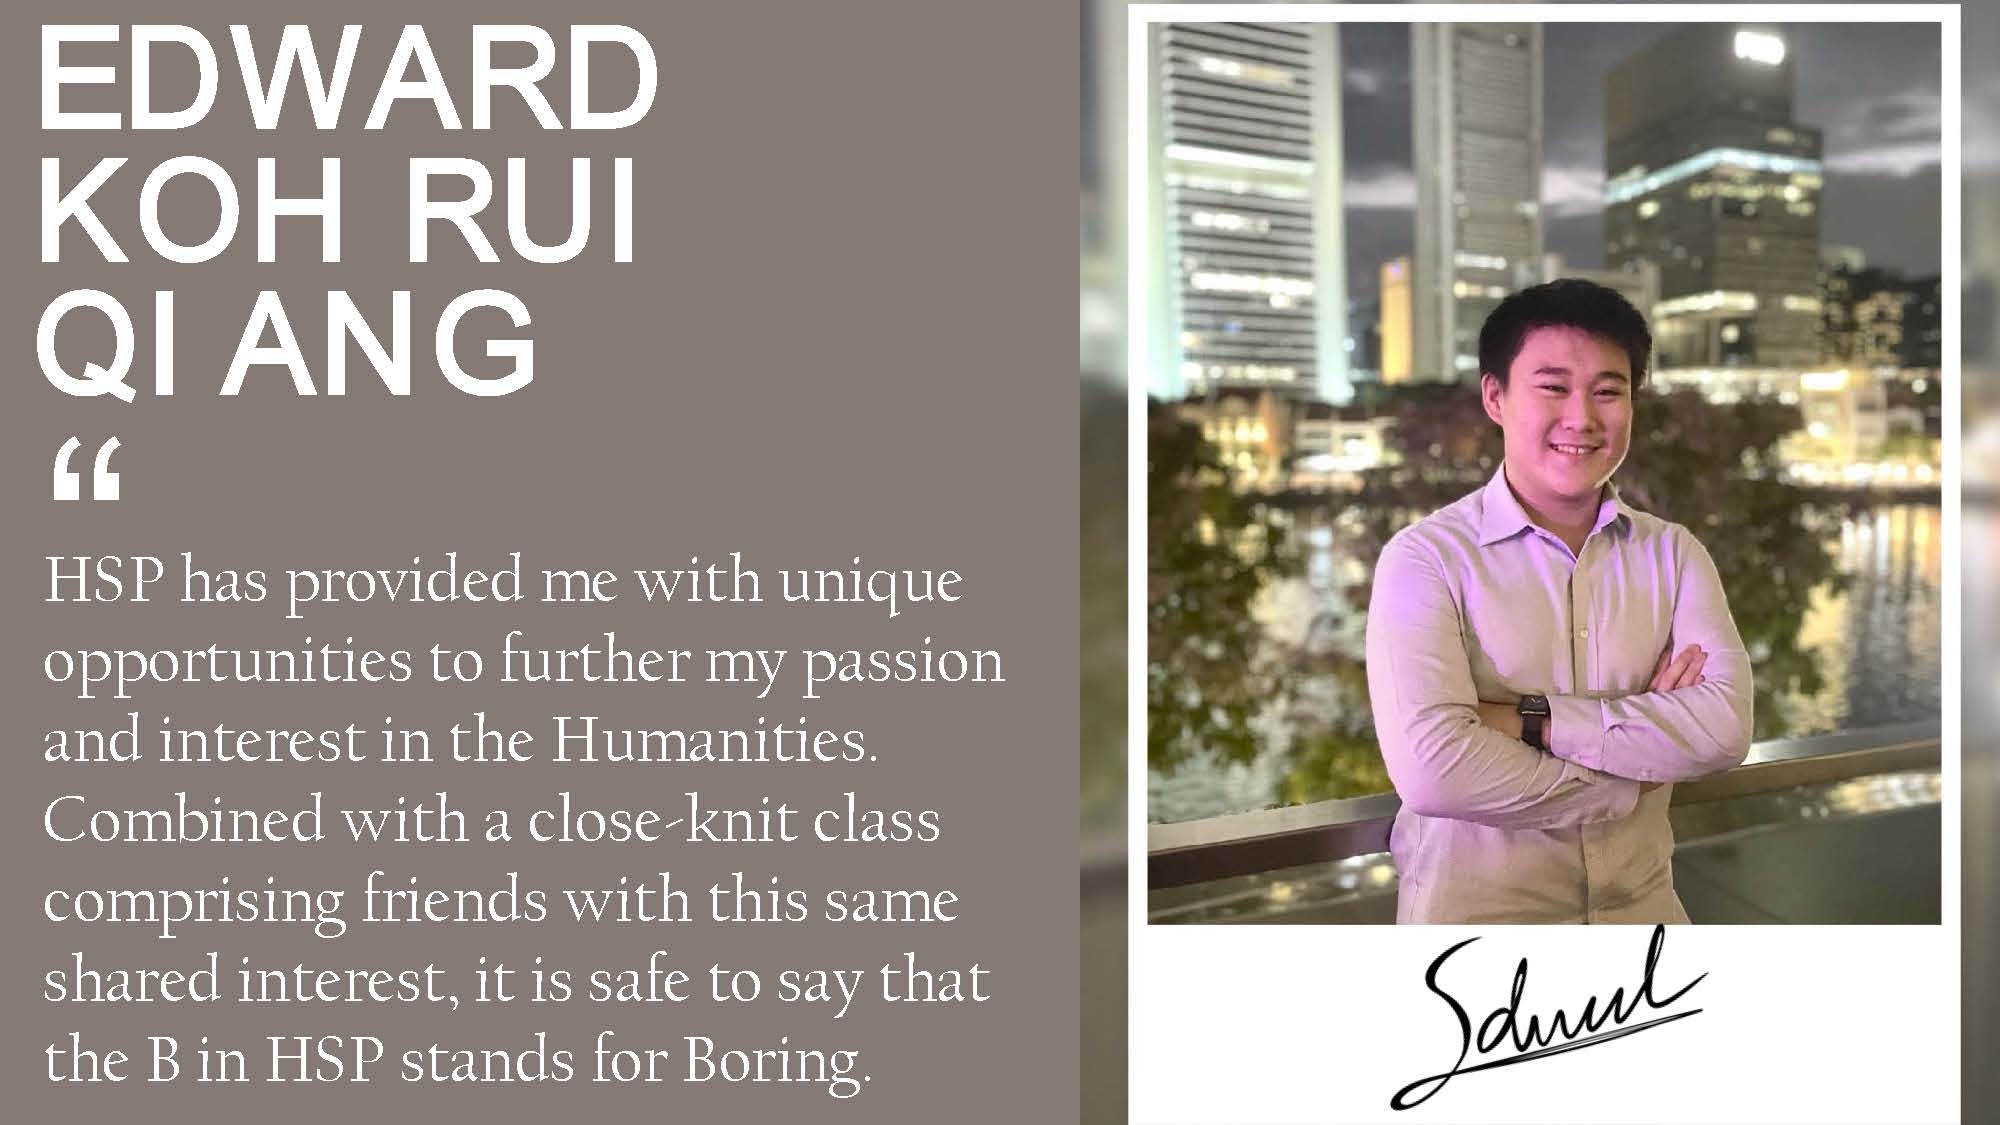 EDWARD
KOH RUI
QI ANG
“
HSP has provided me with unique
opportunities to further my passion
and interest in the Humanities.
Combined with a close-knit class
comprising friends with this same
shared interest, it is safe to say that
the B in HSP stands for Boring.
Edward